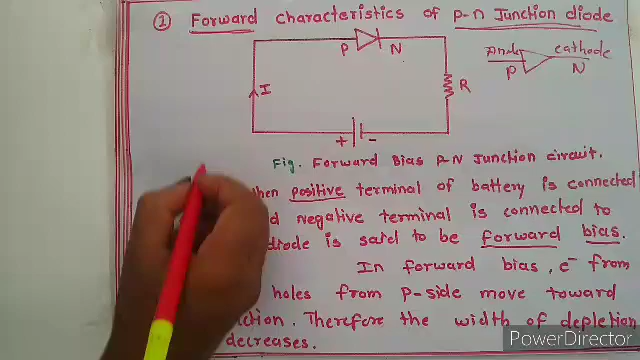 ① Forward Characteristics of P-n Junction diode
Anode cathode
P N
P N
I
R
+ -
Fig. Forward Bias P-N Junction circuit.
hen positive terminal of battery is connected
d negative terminal is connected to
diode is said to be forward bias.
In forward bias, e⁻ from
holes from p-side move toward
ction. Therefore the width of depletion
decreases.
PowerDirector